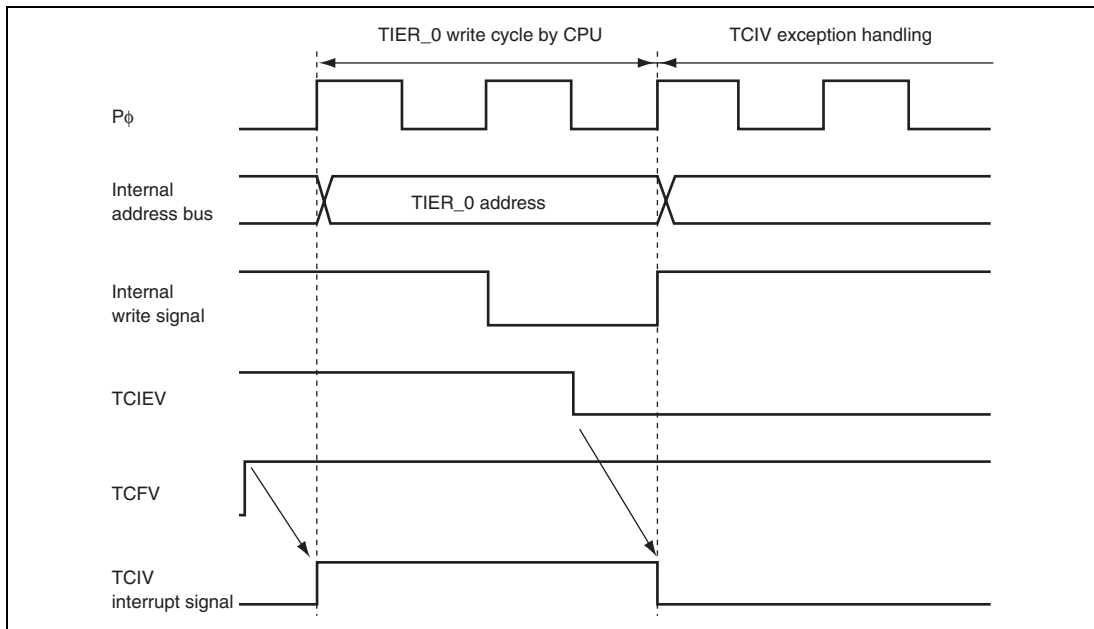 TIER_0 write cycle by CPU
TCIV exception handling
Pϕ
Internal
address bus
TIER_0 address
Internal
write signal
TCIEV
TCFV
TCIV
interrupt signal